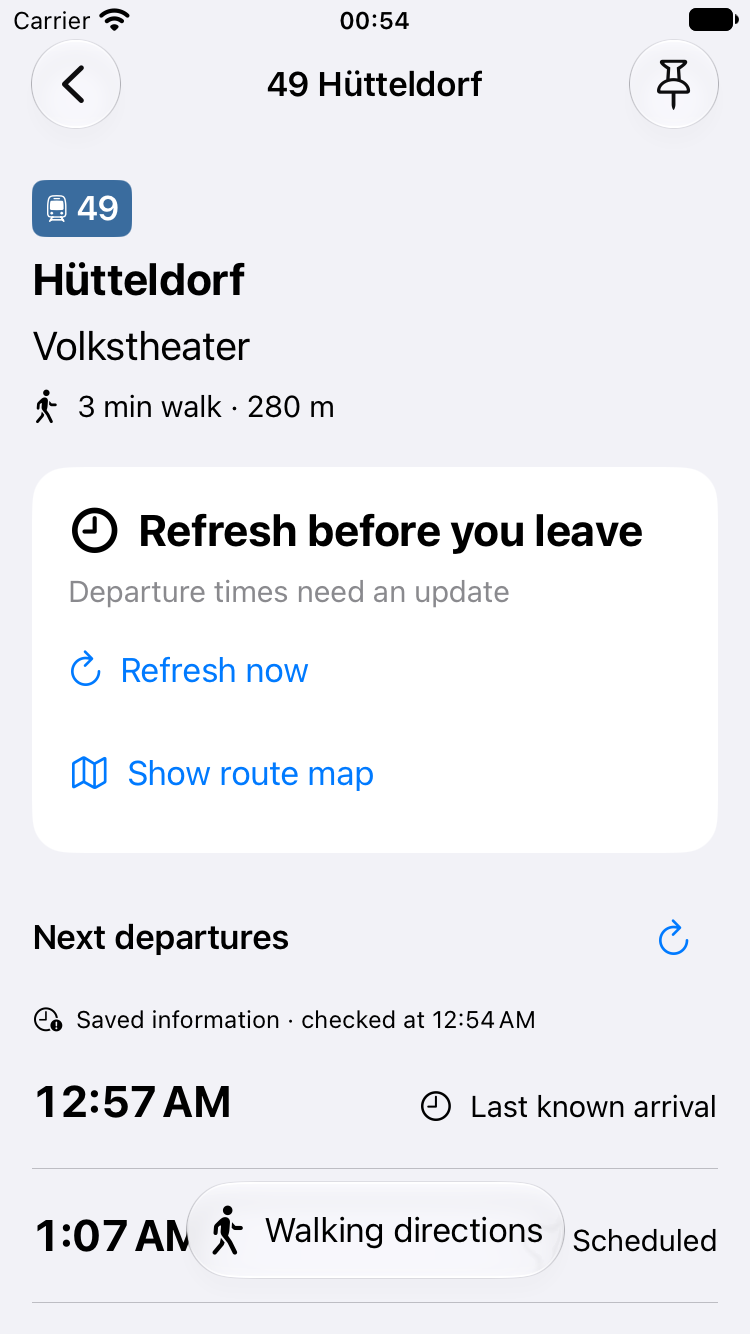 Carrier 00:54
49 Hütteldorf
49
Hütteldorf
Volkstheater
3 min walk · 280 m
Refresh before you leave
Departure times need an update
Refresh now
Show route map
Next departures
Saved information · checked at 12:54 AM
12:57 AM Last known arrival
1:07 AM Scheduled
Walking directions